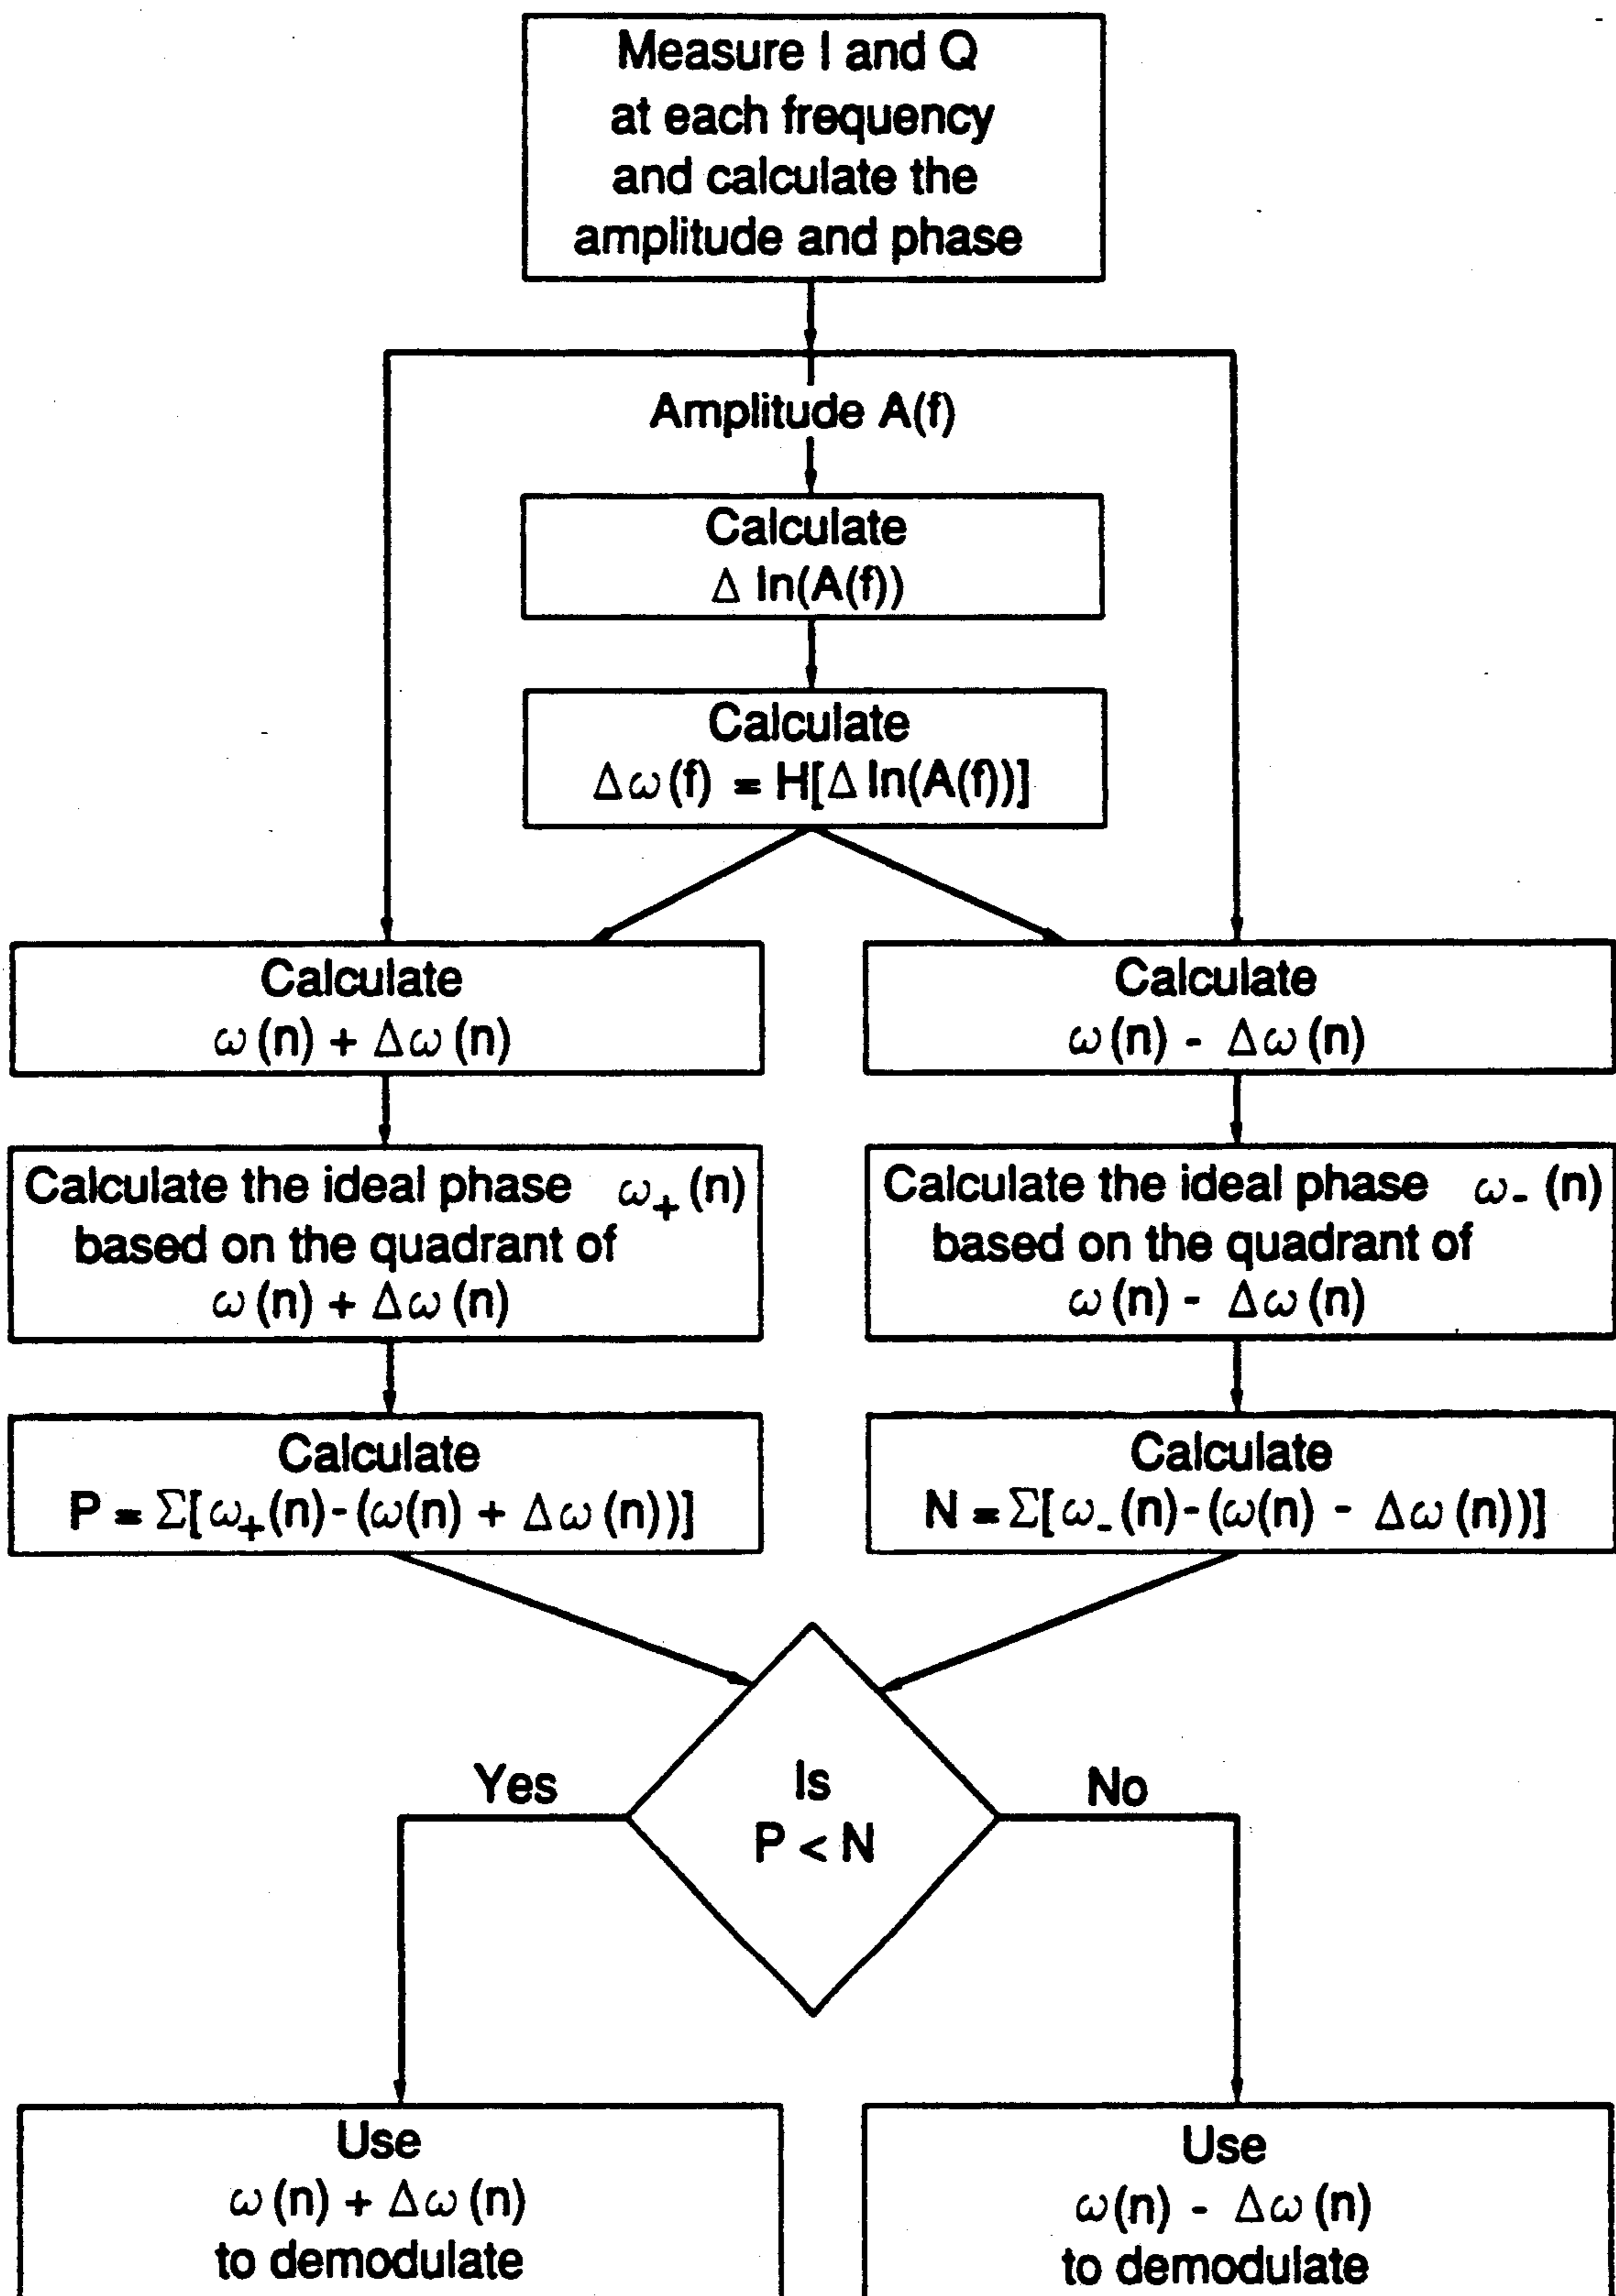 Measure I and Q
at each frequency
and calculate the
amplitude and phase
Amplitude A(f)
Calculate
Δ ln(A(f))
Calculate
Δω(f) = H[Δ ln(A(f))]
Calculate
ω(n) + Δω(n)
Calculate
ω(n) - Δω(n)
Calculate the ideal phase ω₊(n)
based on the quadrant of
ω(n) + Δω(n)
Calculate the ideal phase ω₋(n)
based on the quadrant of
ω(n) - Δω(n)
Calculate
P = Σ[ω₊(n)-(ω(n) + Δω(n))]
Calculate
N = Σ[ω₋(n)-(ω(n) - Δω(n))]
Is
P < N
Yes
No
Use
ω(n) + Δω(n)
to demodulate
Use
ω(n) - Δω(n)
to demodulate